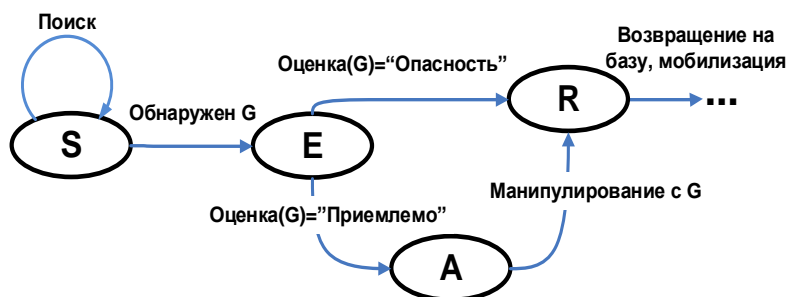 Поиск
Возвращение на
базу, мобилизация
Оценка(G)=“Опасность”
R
...
Обнаружен G
S
E
Манипулирование с G
Оценка(G)=”Приемлемо”
A